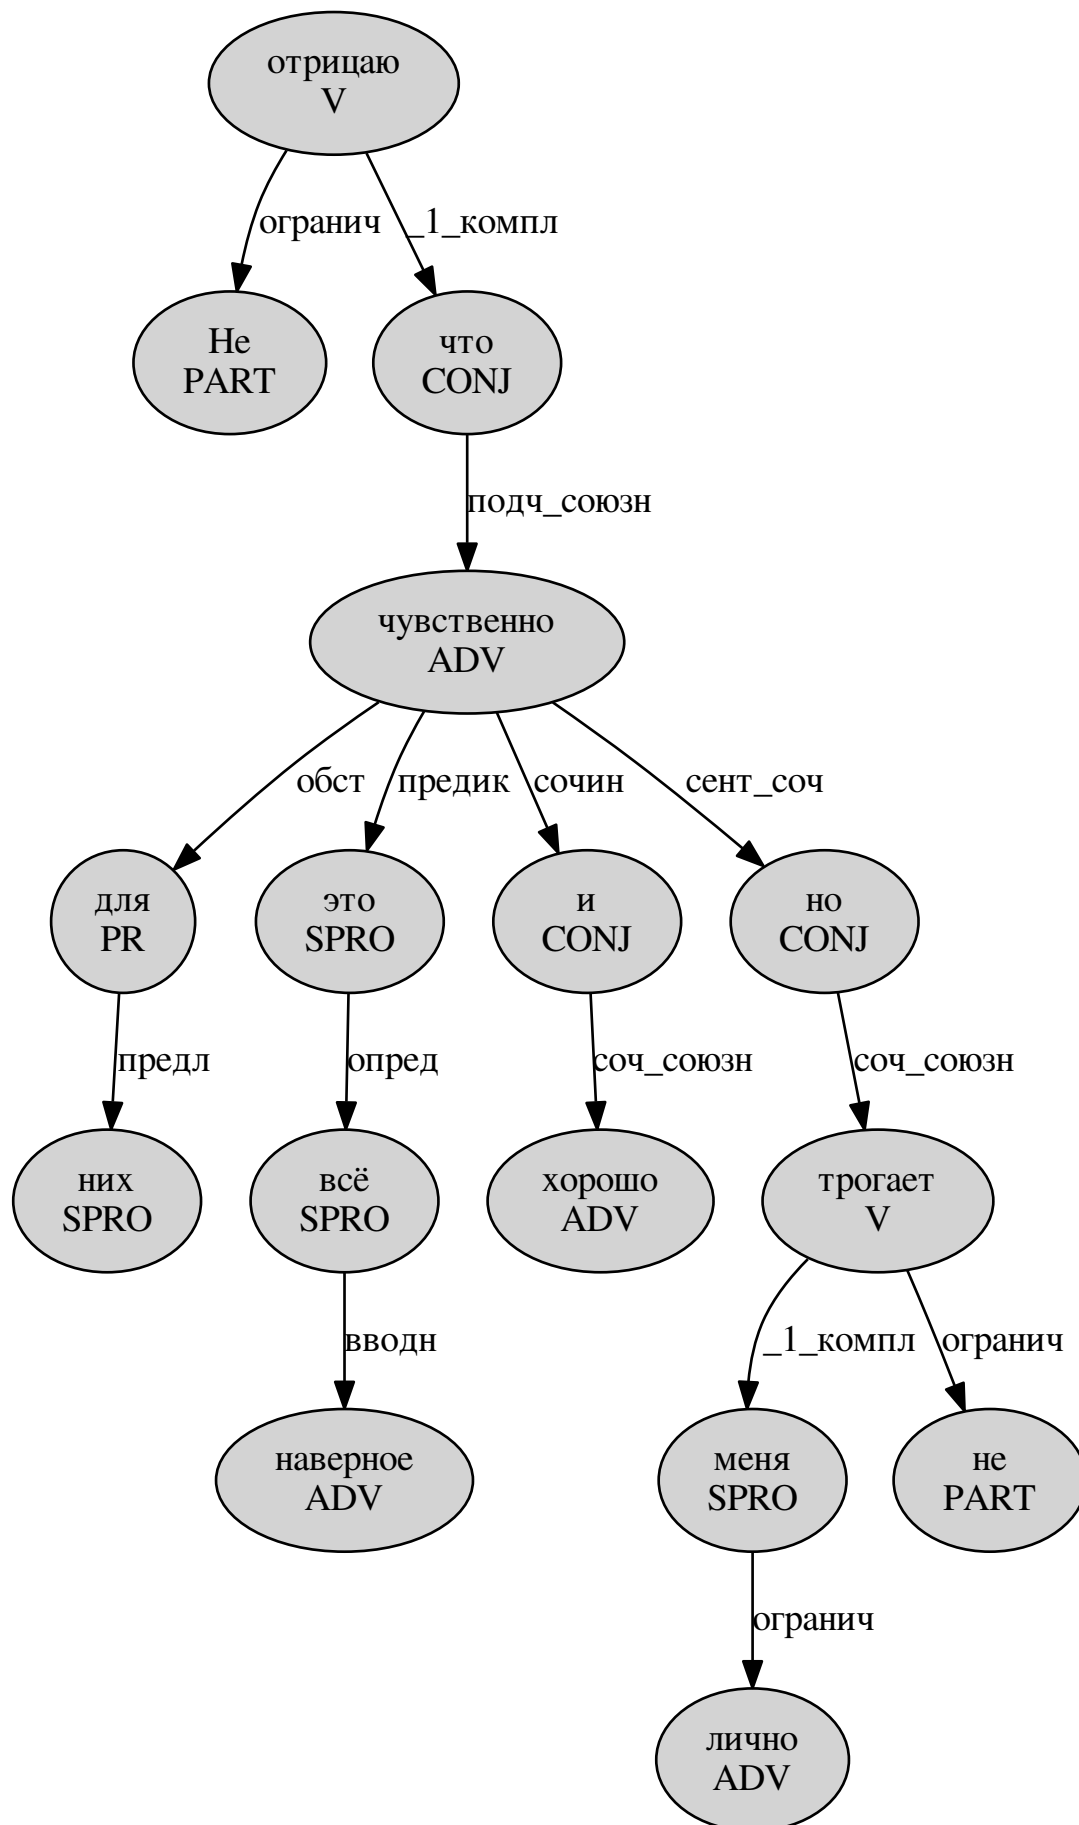 отрицаю
V
огранич
_1_компл
Не
PART
что
CONJ
подч_союзн
чувственно
ADV
обст
предик
сочин
сент_соч
для
PR
это
SPRO
и
CONJ
но
CONJ
предл
опред
соч_союзн
соч_союзн
них
SPRO
всё
SPRO
хорошо
ADV
трогает
V
вводн
_1_компл
огранич
наверное
ADV
меня
SPRO
не
PART
огранич
лично
ADV